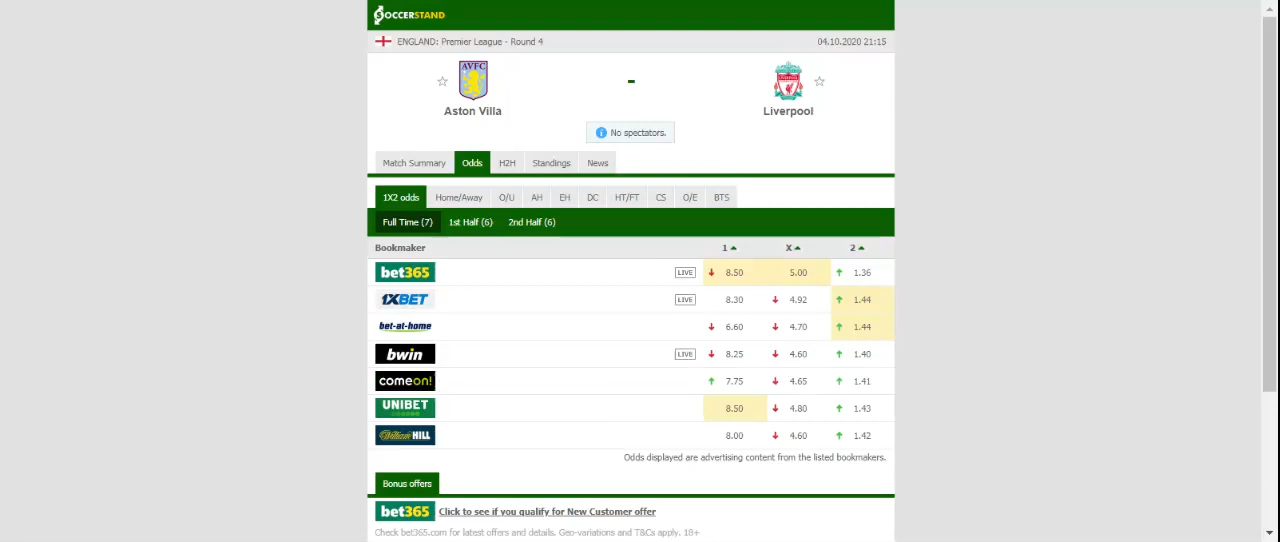 SOCCERSTAND
ENGLAND: Premier League - Round 4 04.10.2020 21:15
AVFC
-
Aston Villa Liverpool
No spectators.
Match Summary Odds H2H Standings News
1X2 odds Home/Away O/U AH EH DC HT/FT CS O/E BTS
Full Time (7) 1st Half (6) 2nd Half (6)
Bookmaker 1 X 2
bet365 LIVE 8.50 5.00 1.36
1XBET LIVE 8.30 4.92 1.44
bet-at-home 6.60 4.70 1.44
bwin LIVE 8.25 4.60 1.40
comeon! 7.75 4.65 1.41
UNIBET 8.50 4.80 1.43
William HILL 8.00 4.60 1.42
Odds displayed are advertising content from the listed bookmakers.
Bonus offers
bet365 Click to see if you qualify for New Customer offer
Check bet365.com for latest offers and details. Geo-variations and T&Cs apply. 18+